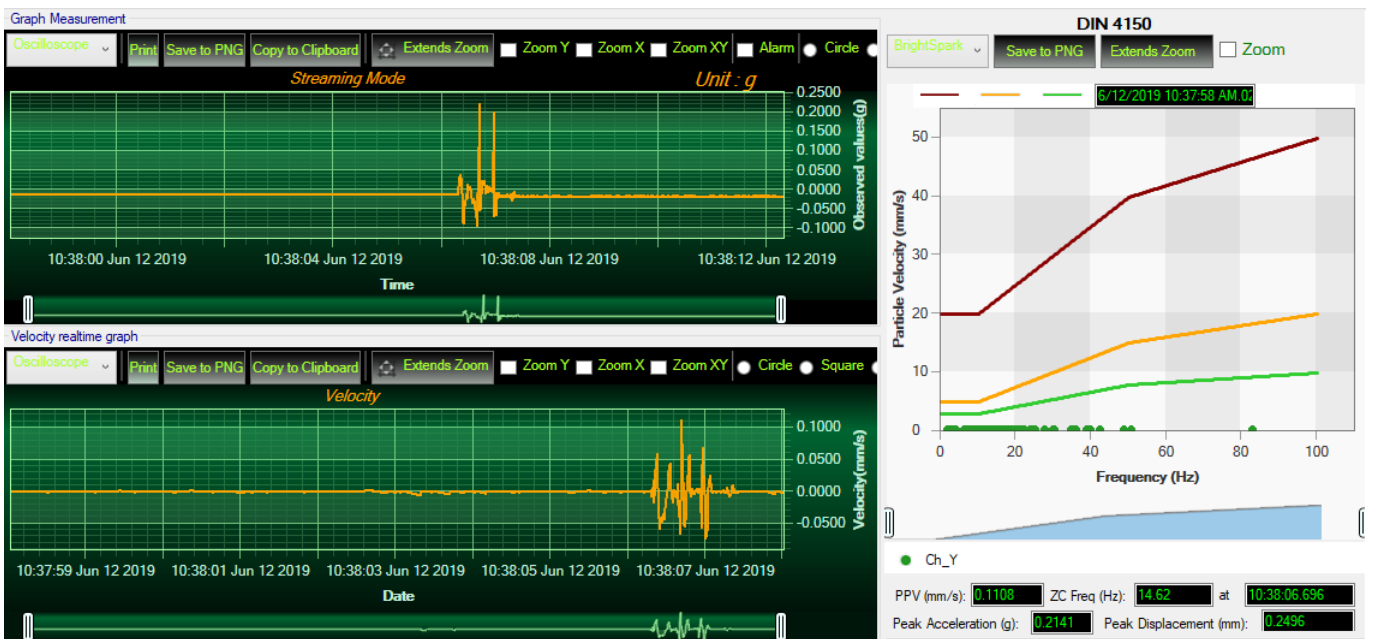 Graph Measurement
Oscilloscope Print Save to PNG Copy to Clipboard Extends Zoom Zoom Y Zoom X Zoom XY Alarm Circle
Streaming Mode Unit : g
0.2500
0.2000
0.1500
0.1000
0.0500
0.0000
-0.0500
-0.1000
Observed values(g)
10:38:00 Jun 12 2019 10:38:04 Jun 12 2019 10:38:08 Jun 12 2019 10:38:12 Jun 12 2019
Time
Velocity realtime graph
Oscilloscope Print Save to PNG Copy to Clipboard Extends Zoom Zoom Y Zoom X Zoom XY Circle Square
Velocity
0.1000
0.0500
0.0000
-0.0500
Velocity(mm/s)
10:37:59 Jun 12 2019 10:38:01 Jun 12 2019 10:38:03 Jun 12 2019 10:38:05 Jun 12 2019 10:38:07 Jun 12 2019
Date
DIN 4150
BrightSpark Save to PNG Extends Zoom Zoom
6/12/2019 10:37:58 AM.02
50
40
30
20
10
0
Particle Velocity (mm/s)
0 20 40 60 80 100
Frequency (Hz)
Ch_Y
PPV (mm/s): 0.1108 ZC Freq (Hz): 14.62 at 10:38:06.696
Peak Acceleration (g): 0.2141 Peak Displacement (mm): 0.2496